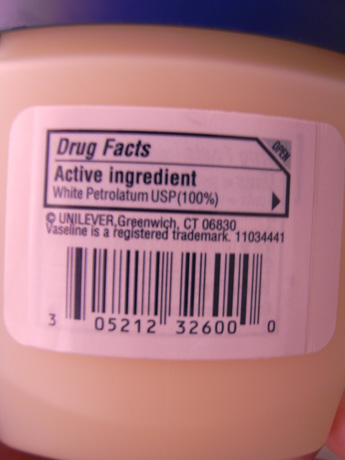 Drug Facts
OPEN
Active ingredient
White Petrolatum USP(100%)
© UNILEVER,Greenwich, CT 06830
Vaseline is a registered trademark. 11034441
3 05212 32600 0